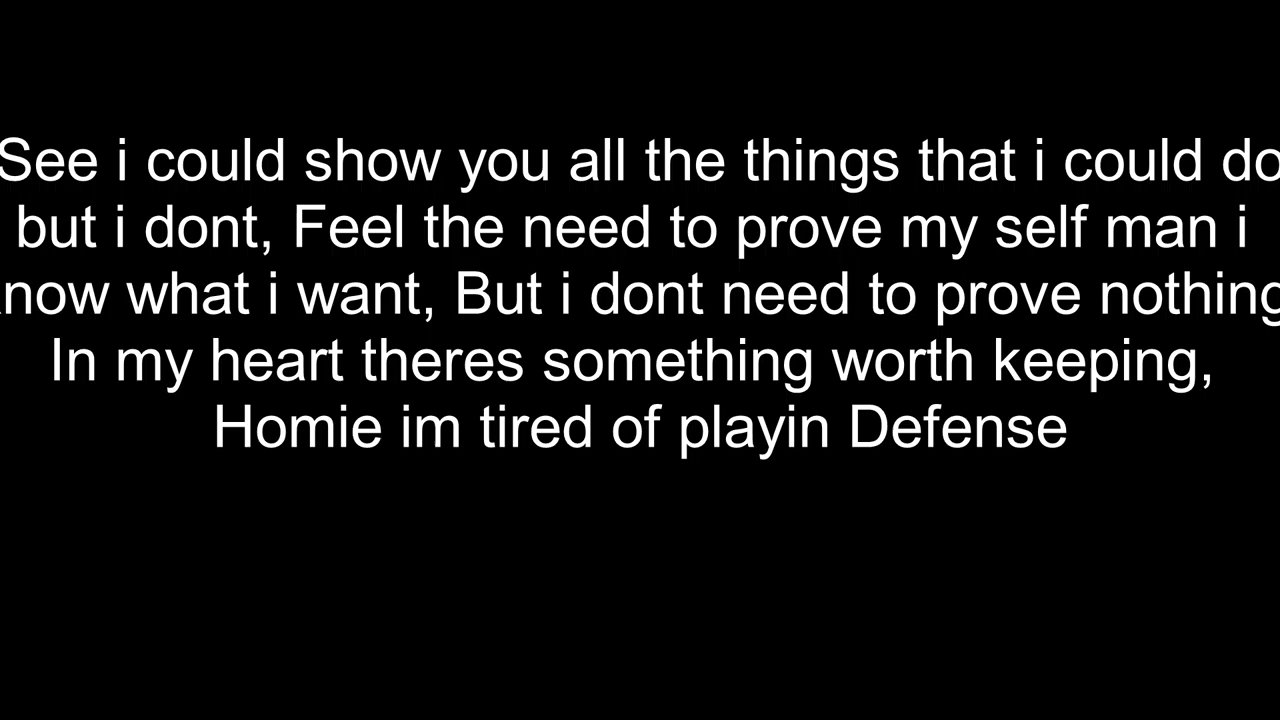 See i could show you all the things that i could do
but i dont, Feel the need to prove my self man i
know what i want, But i dont need to prove nothing
In my heart theres something worth keeping,
Homie im tired of playin Defense